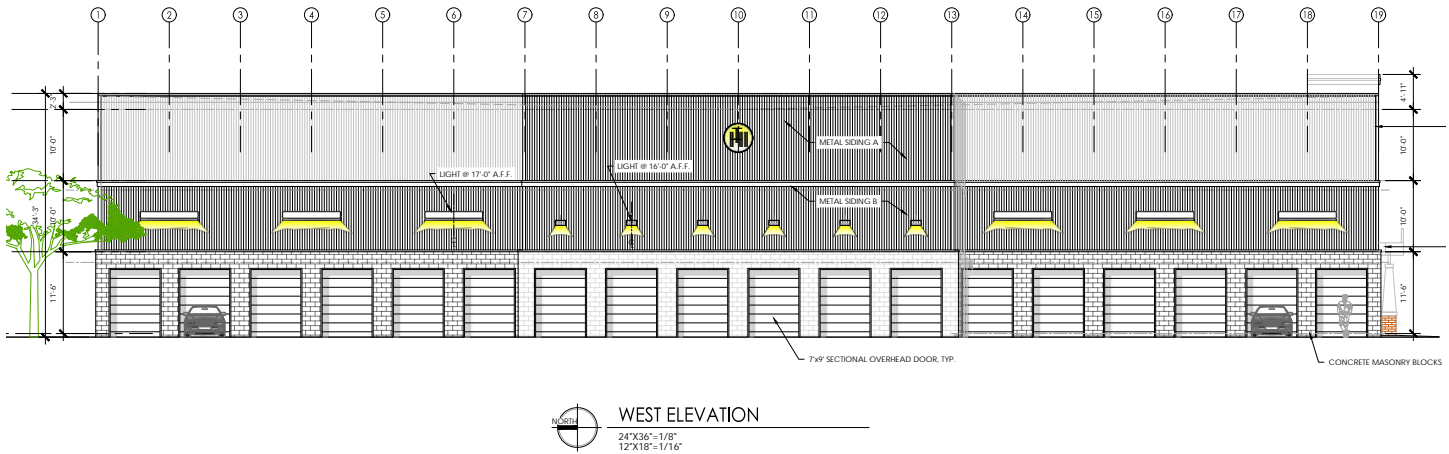 1 2 3 4 5 6 7 8 9 10 11 12 13 14 15 16 17 18 19
2'-3"
4'-11"
10'-0"
10'-0"
METAL SIDING A
LIGHT @ 16'-0" A.F.F.
LIGHT @ 17'-0" A.F.F.
METAL SIDING B
34'-3"
10'-0"
10'-0"
11'-6"
11'-6"
7'x9' SECTIONAL OVERHEAD DOOR, TYP.
CONCRETE MASONRY BLOCKS
NORTH
WEST ELEVATION
24"X36"=1/8"
12"X18"=1/16"